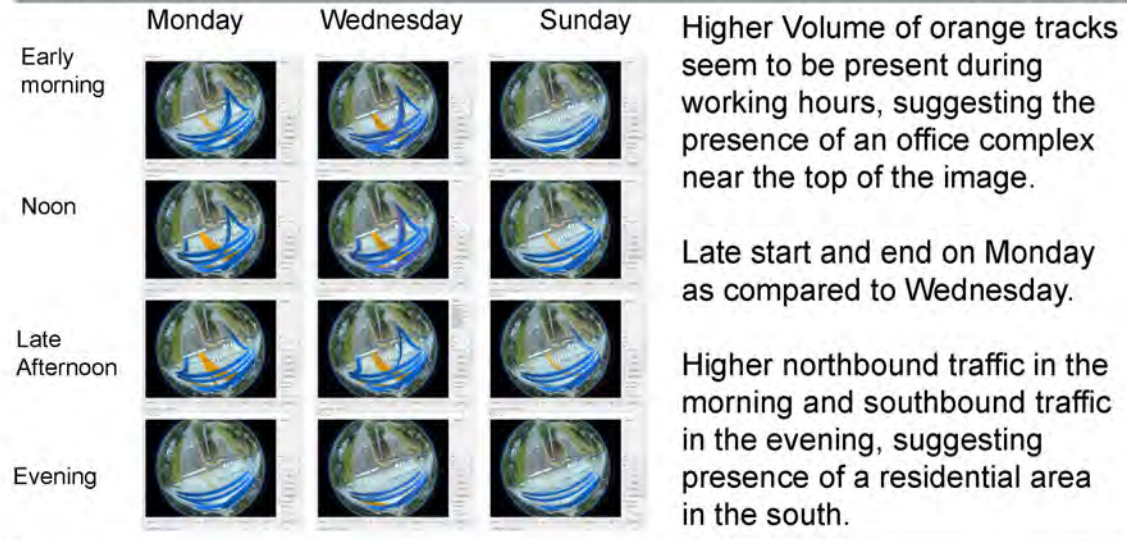 Monday Wednesday Sunday
Early
morning
Noon
Late
Afternoon
Evening
Higher Volume of orange tracks
seem to be present during
working hours, suggesting the
presence of an office complex
near the top of the image.
Late start and end on Monday
as compared to Wednesday.
Higher northbound traffic in the
morning and southbound traffic
in the evening, suggesting
presence of a residential area
in the south.